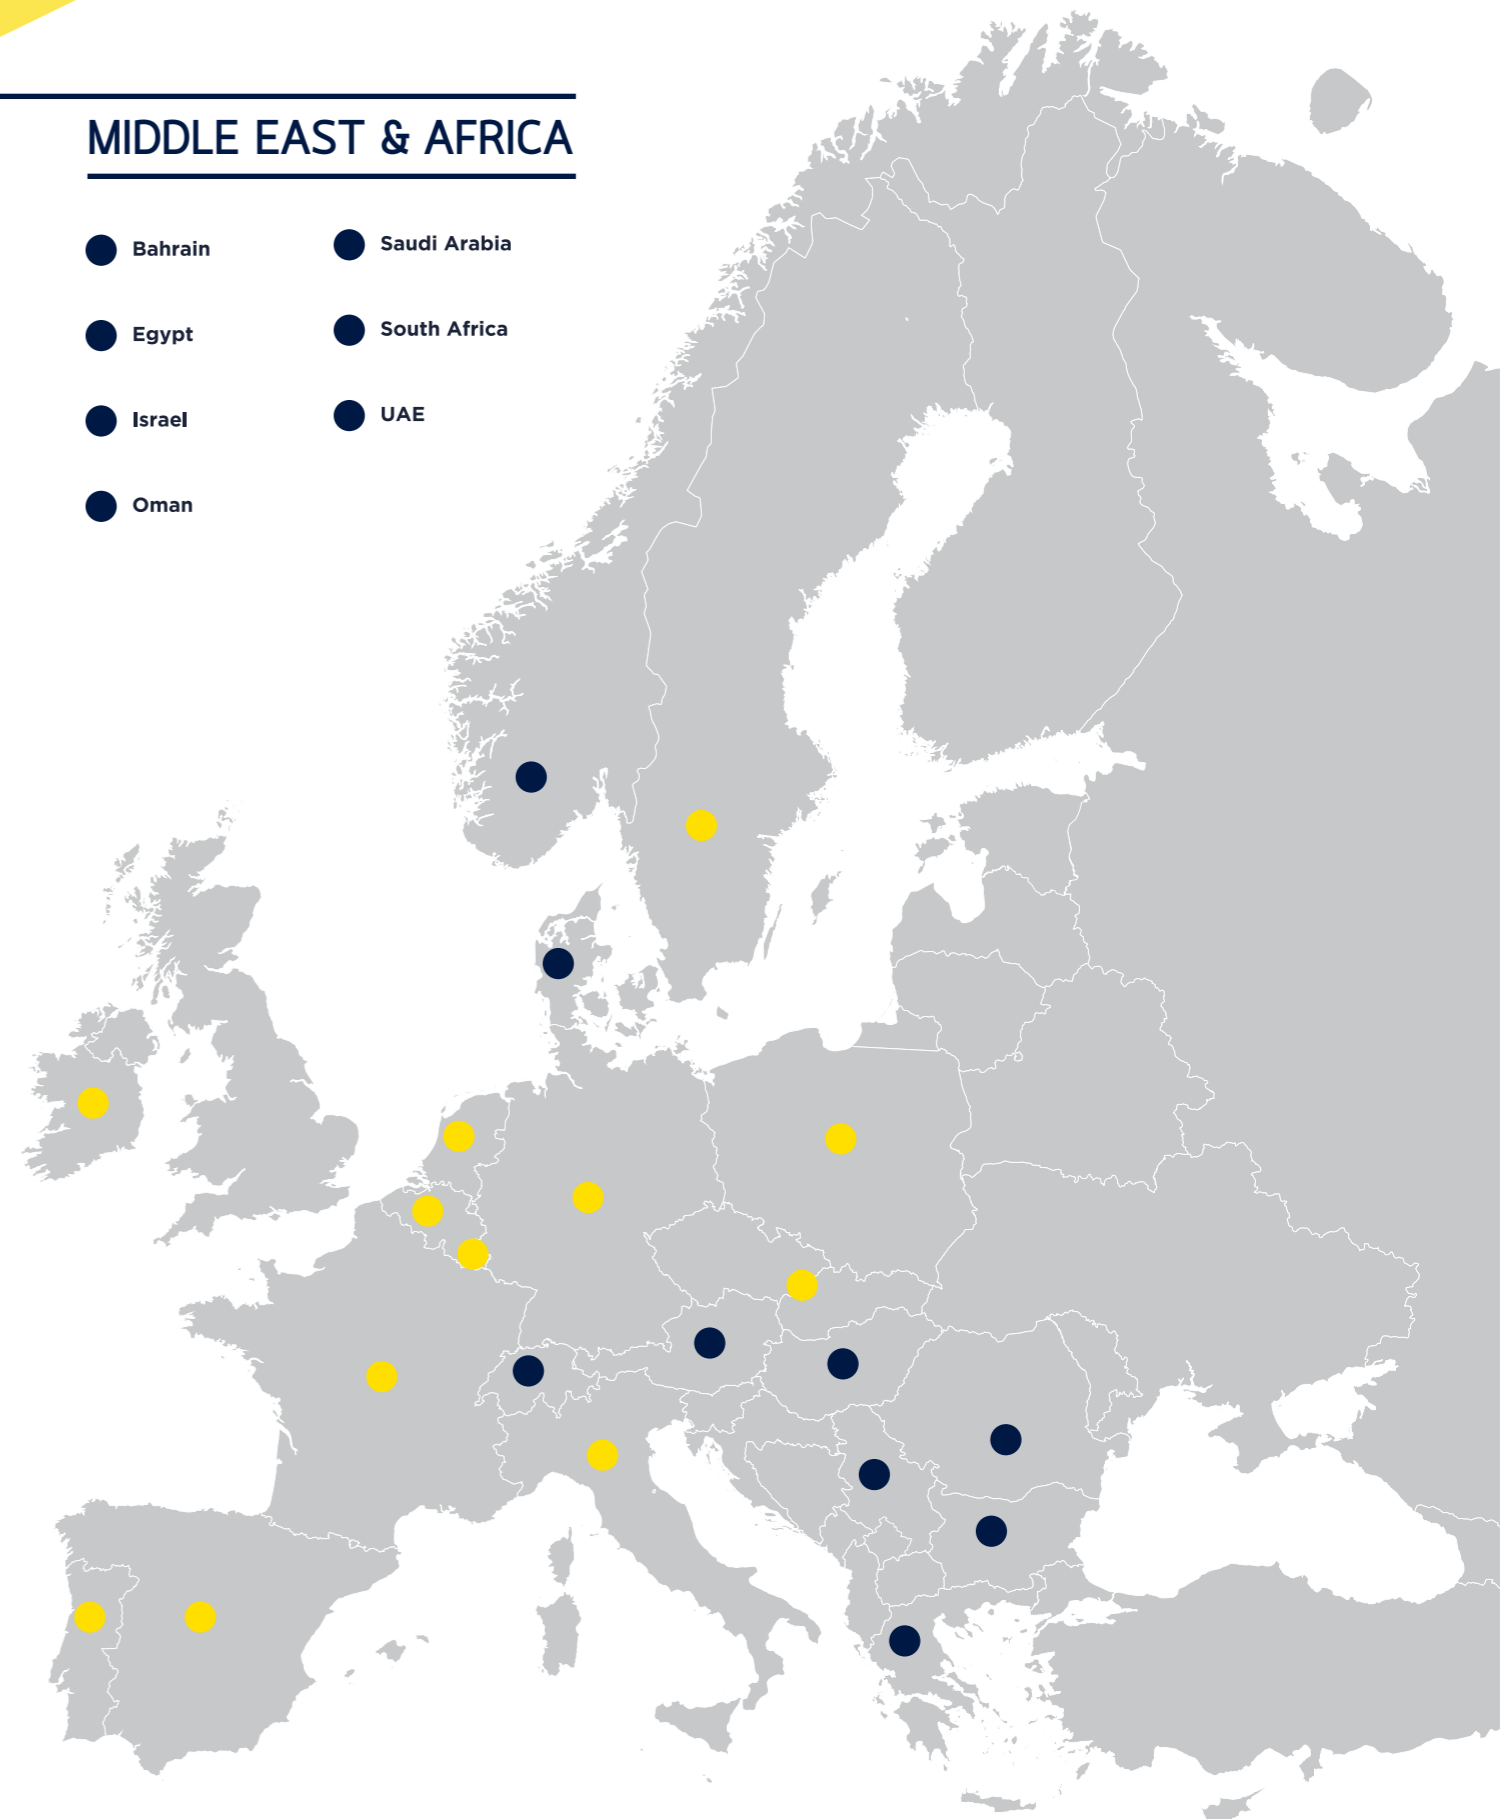 MIDDLE EAST & AFRICA
Bahrain
Egypt
Israel
Oman
Saudi Arabia
South Africa
UAE